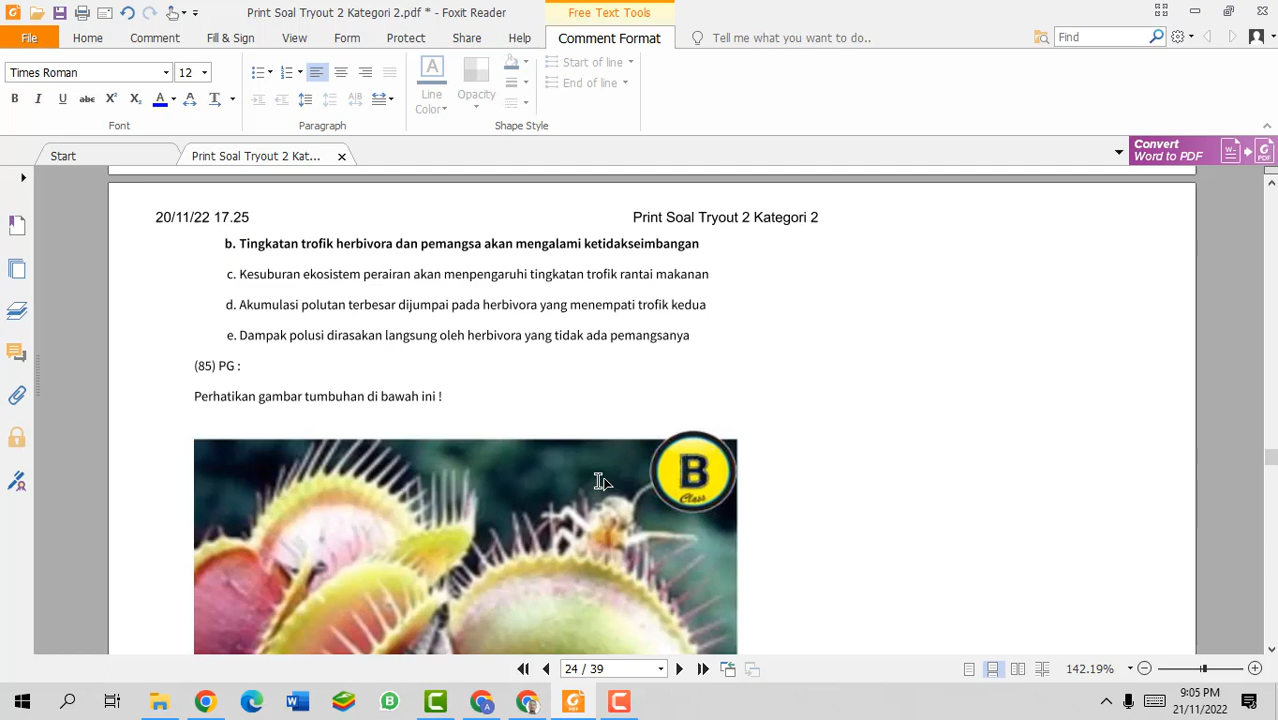 Print Soal Tryout 2 Kategori 2.pdf * - Foxit Reader
Free Text Tools
File
Home
Comment
Fill & Sign
View
Form
Protect
Share
Help
Comment Format
Tell me what you want to do..
Find
Times Roman
12
Line Color
Opacity
Start of line
End of line
Font
Paragraph
Shape Style
Start
Print Soal Tryout 2 Kat...
Convert
Word to PDF
20/11/22 17.25
Print Soal Tryout 2 Kategori 2
b. Tingkatan trofik herbivora dan pemangsa akan mengalami ketidakseimbangan
c. Kesuburan ekosistem perairan akan menpengaruhi tingkatan trofik rantai makanan
d. Akumulasi polutan terbesar dijumpai pada herbivora yang menempati trofik kedua
e. Dampak polusi dirasakan langsung oleh herbivora yang tidak ada pemangsanya
(85) PG :
Perhatikan gambar tumbuhan di bawah ini !
B
Class
24 / 39
142.19%
9:05 PM
21/11/2022